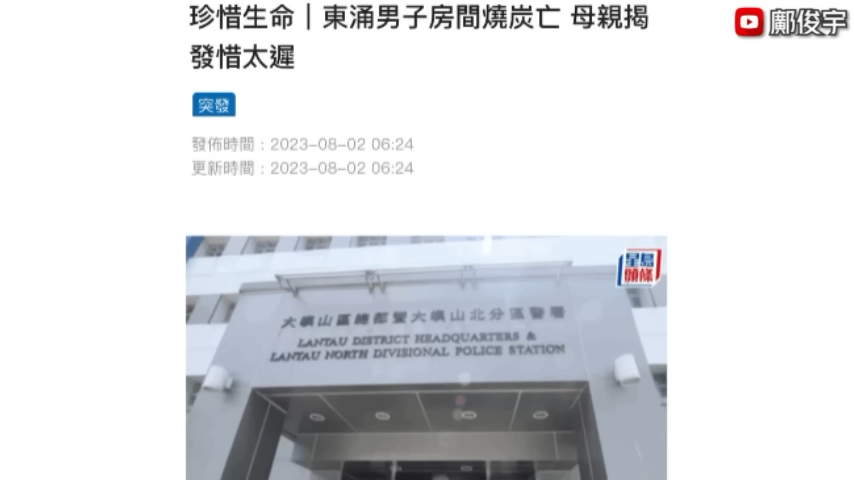 珍惜生命｜東涌男子房間燒炭亡 母親揭
發惜太遲
鄺俊宇
突發
發佈時間：2023-08-02 06:24
更新時間：2023-08-02 06:24
星島
頭條
大嶼山區總部暨大嶼山北分區警署
LANTAU DISTRICT HEADQUARTERS &
LANTAU NORTH DIVISIONAL POLICE STATION